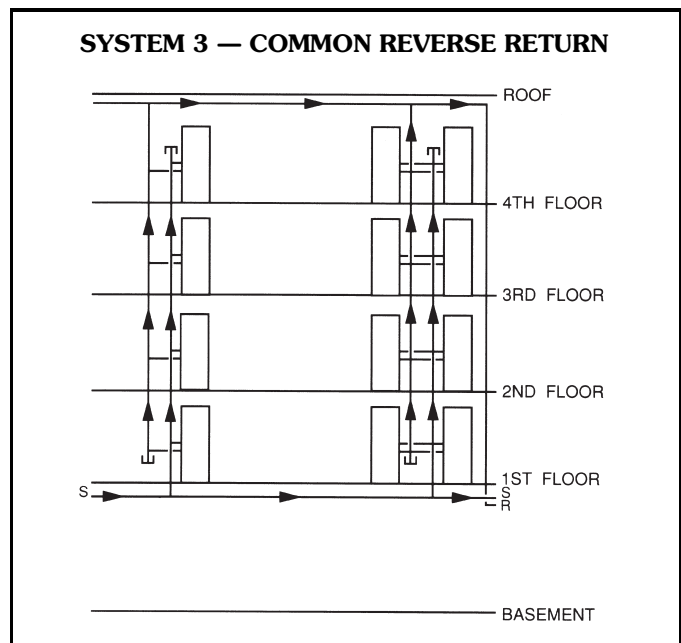 SYSTEM 3 — COMMON REVERSE RETURN
ROOF
4TH FLOOR
3RD FLOOR
2ND FLOOR
1ST FLOOR
S
S
R
BASEMENT